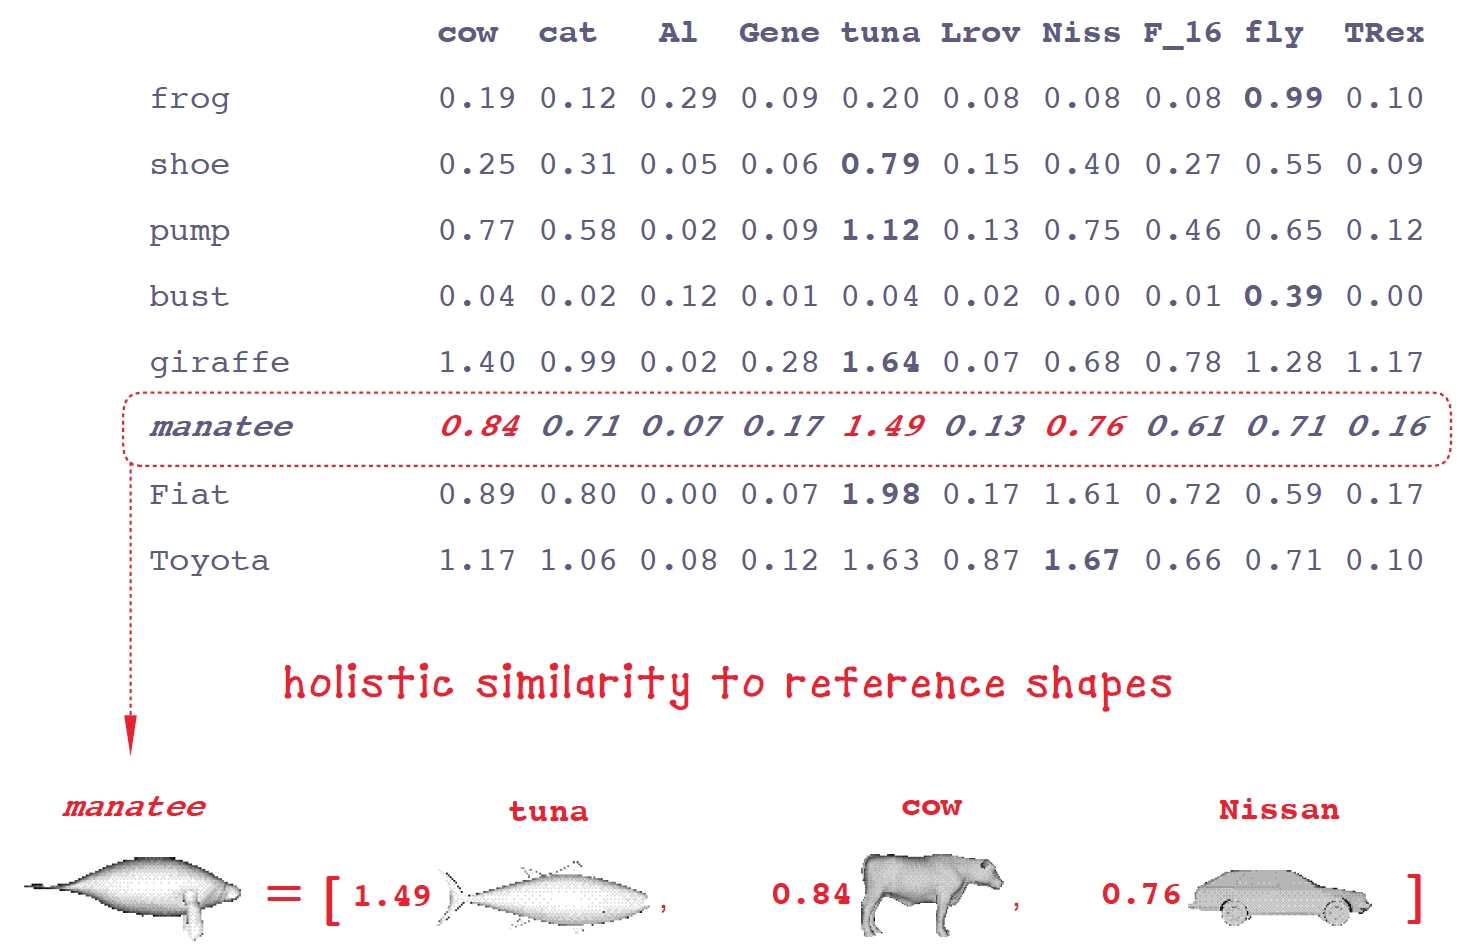 cow cat Al Gene tuna Lrov Niss F_16 fly TRex
frog 0.19 0.12 0.29 0.09 0.20 0.08 0.08 0.08 0.99 0.10
shoe 0.25 0.31 0.05 0.06 0.79 0.15 0.40 0.27 0.55 0.09
pump 0.77 0.58 0.02 0.09 1.12 0.13 0.75 0.46 0.65 0.12
bust 0.04 0.02 0.12 0.01 0.04 0.02 0.00 0.01 0.39 0.00
giraffe 1.40 0.99 0.02 0.28 1.64 0.07 0.68 0.78 1.28 1.17
manatee 0.84 0.71 0.07 0.17 1.49 0.13 0.76 0.61 0.71 0.16
Fiat 0.89 0.80 0.00 0.07 1.98 0.17 1.61 0.72 0.59 0.17
Toyota 1.17 1.06 0.08 0.12 1.63 0.87 1.67 0.66 0.71 0.10
holistic similarity to reference shapes
manatee tuna cow Nissan
= [ 1.49 , 0.84 , 0.76 ]